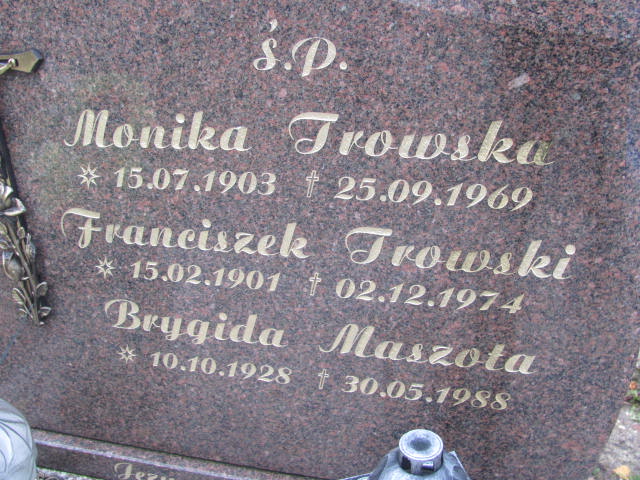 Ś.P.
Monika Trowska
* 15.07.1903 † 25.09.1969
Franciszek Trowski
* 15.02.1901 † 02.12.1974
Brygida Maszota
* 10.10.1928 † 30.05.1988